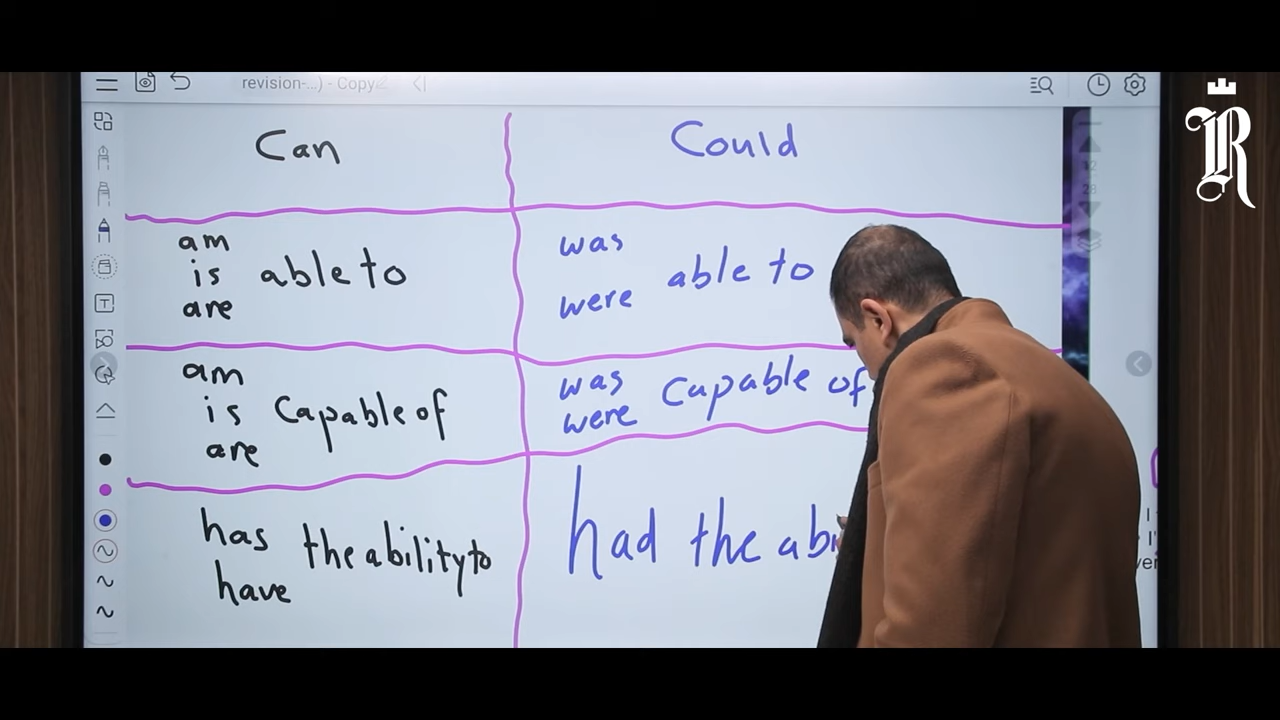 revision-...) - Copy
Can
Could
am
is able to
are
was
were able to
am
is Capable of
are
was
were Capable of
has
have the ability to
had the abi
R